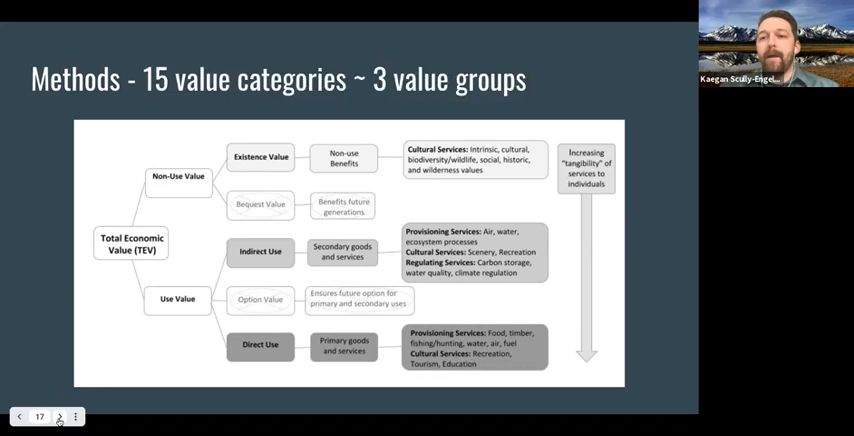 Methods - 15 value categories ~ 3 value groups
Kaegan Scully-Engel...
Total Economic
Value (TEV)
Non-Use Value
Use Value
Existence Value
Non-use
Benefits
Cultural Services: Intrinsic, cultural,
biodiversity/wildlife, social, historic,
and wilderness values
Bequest Value
Benefits future
generations
Indirect Use
Secondary goods
and services
Provisioning Services: Air, water,
ecosystem processes
Cultural Services: Scenery, Recreation
Regulating Services: Carbon storage,
water quality, climate regulation
Option Value
Ensures future option for
primary and secondary uses
Direct Use
Primary goods
and services
Provisioning Services: Food, timber,
fishing/hunting, water, air, fuel
Cultural Services: Recreation,
Tourism, Education
Increasing
"tangibility" of
services to
individuals
17